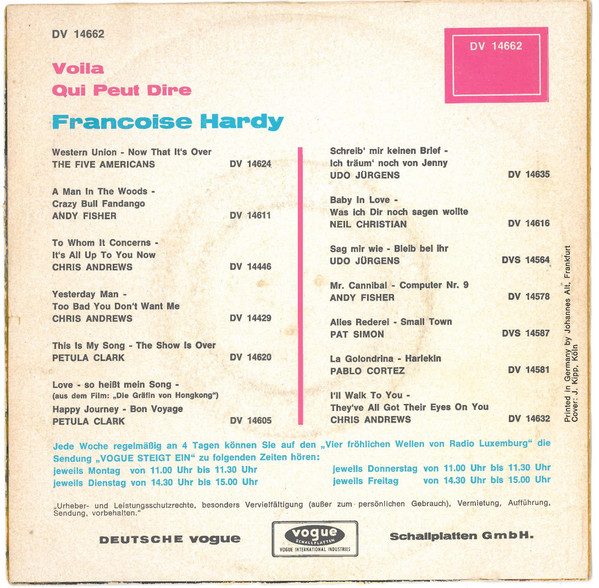 DV 14662
DV 14662
Voila
Qui Peut Dire
Francoise Hardy
Western Union - Now That It's Over
THE FIVE AMERICANS DV 14624
A Man In The Woods -
Crazy Bull Fandango
ANDY FISHER DV 14611
To Whom It Concerns -
It's All Up To You Now
CHRIS ANDREWS DV 14446
Yesterday Man -
Too Bad You Don't Want Me
CHRIS ANDREWS DV 14429
This Is My Song - The Show Is Over
PETULA CLARK DV 14620
Love - so heißt mein Song -
(aus dem Film: „Die Gräfin von Hongkong")
Happy Journey - Bon Voyage
PETULA CLARK DV 14605
Schreib' mir keinen Brief -
Ich träum' noch von Jenny
UDO JÜRGENS DV 14635
Baby In Love -
Was ich Dir noch sagen wollte
NEIL CHRISTIAN DV 14616
Sag mir wie - Bleib bei Ihr
UDO JÜRGENS DVS 14564
Mr. Cannibal - Computer Nr. 9
ANDY FISHER DV 14578
Alles Rederei - Small Town
PAT SIMON DVS 14587
La Golondrina - Harlekin
PABLO CORTEZ DV 14581
I'll Walk To You -
They've All Got Their Eyes On You
CHRIS ANDREWS DV 14632
Printed in Germany by Johannes Alt, Frankfurt
Cover: J. Kipp, Köln
Jede Woche regelmäßig an 4 Tagen können Sie auf den „Vier fröhlichen Wellen von Radio Luxemburg" die
Sendung „VOGUE STEIGT EIN" zu folgenden Zeiten hören:
jeweils Montag von 11.00 Uhr bis 11.30 Uhr jeweils Donnerstag von 11.00 Uhr bis 11.30 Uhr
jeweils Dienstag von 14.30 Uhr bis 15.00 Uhr jeweils Freitag von 14.30 Uhr bis 15.00 Uhr
„Urheber- und Leistungsschutzrechte, besonders Vervielfältigung (außer zum persönlichen Gebrauch), Vermietung, Aufführung,
Sendung, vorbehalten."
DEUTSCHE VOGUE vogue Schallplatten GmbH.
SCHALLPLATTEN
VOGUE INTERNATIONAL INDUSTRIES